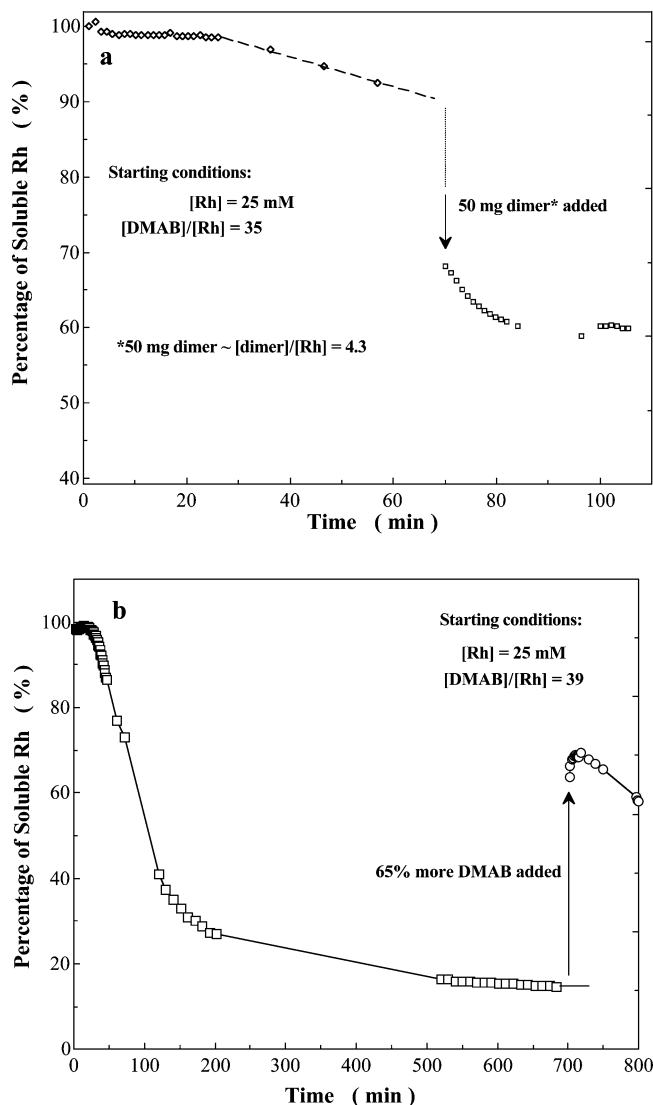 100
90
80
70
60
50
40
0
20
40
60
80
100
Percentage of Soluble Rh ( % )
Time ( min )
a
Starting conditions:
[Rh] = 25 mM
[DMAB]/[Rh] = 35
50 mg dimer* added
*50 mg dimer ~ [dimer]/[Rh] = 4.3
100
80
60
40
20
0
0
100
200
300
400
500
600
700
800
Percentage of Soluble Rh ( % )
Time ( min )
b
Starting conditions:
[Rh] = 25 mM
[DMAB]/[Rh] = 39
65% more DMAB added